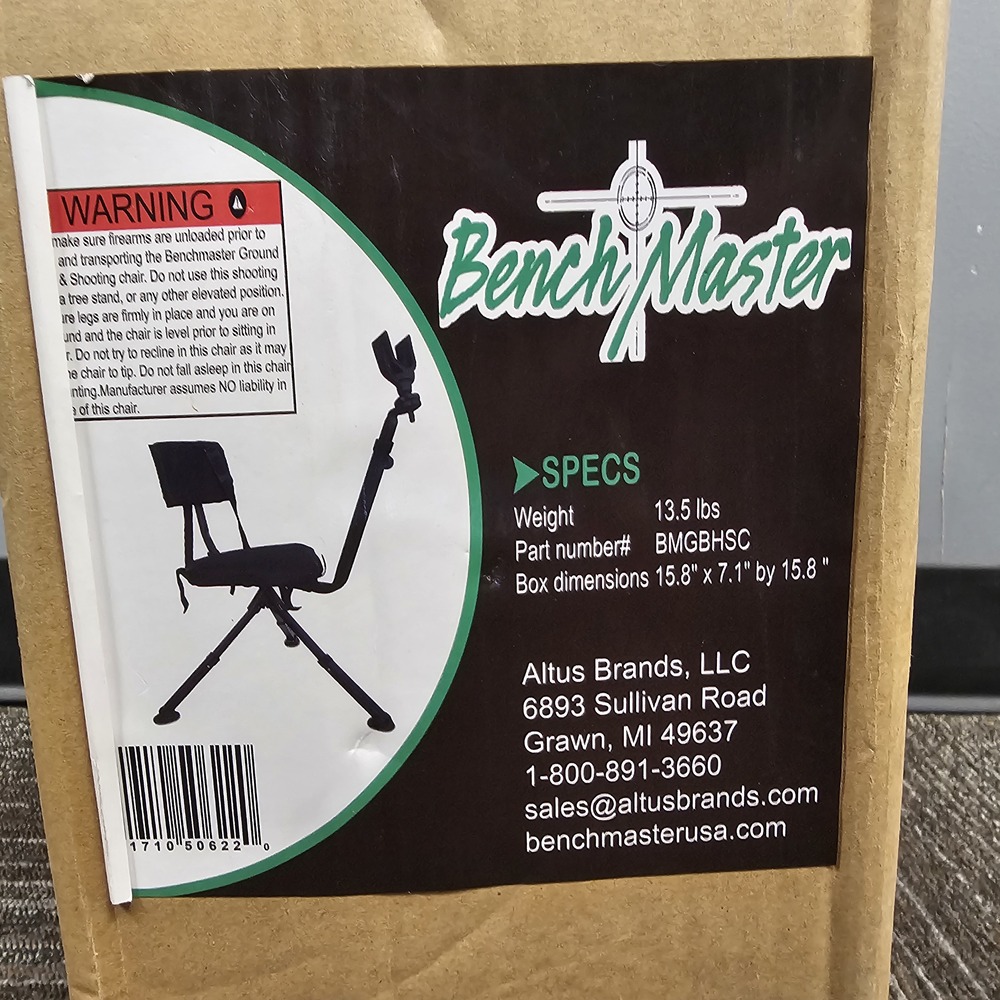 WARNING
make sure firearms are unloaded prior to
and transporting the Benchmaster Ground
& Shooting chair. Do not use this shooting
a tree stand, or any other elevated position.
legs are firmly in place and you are on
and the chair is level prior to sitting in
Do not try to recline in this chair as it may
chair to tip. Do not fall asleep in this chair
Manufacturer assumes NO liability in
of this chair.
Bench Master
SPECS
Weight 13.5 lbs
Part number# BMGBHSC
Box dimensions 15.8" x 7.1" by 15.8 "
Altus Brands, LLC
6893 Sullivan Road
Grawn, MI 49637
1-800-891-3660
sales@altusbrands.com
benchmasterusa.com
1710 50622 0